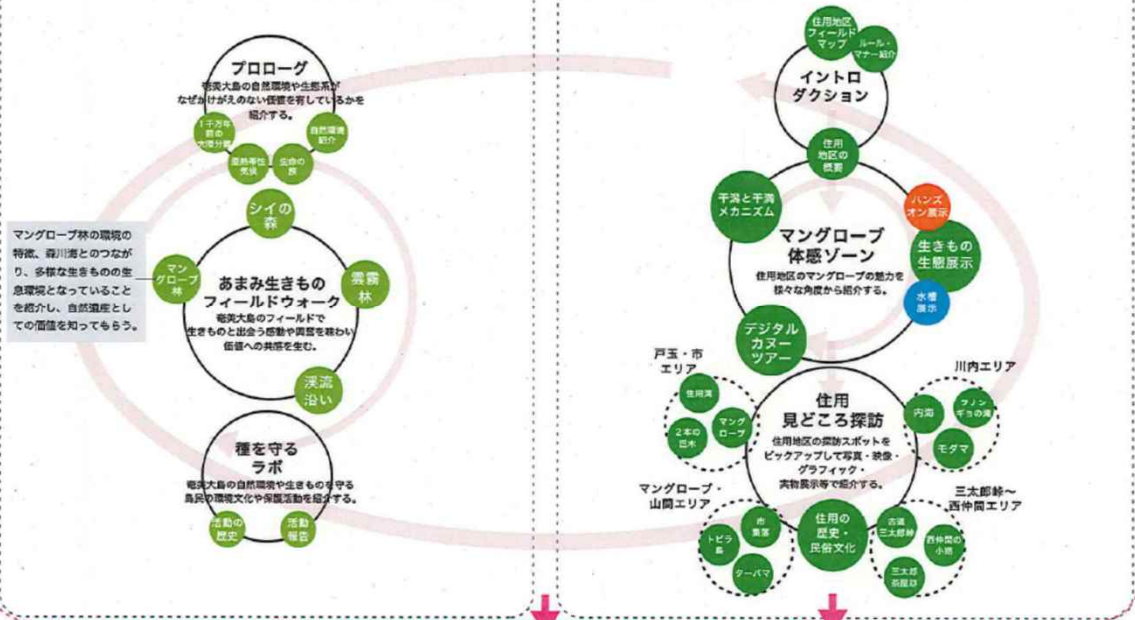 プロローグ
奄美大島の自然環境や生態系が
なぜかけがえのない価値を有しているかを
紹介する。
1千万年
前の
大陸分断
亜熱帯性
気候
生命の
旅
自然環境
紹介
シイの
森
マングローブ林の環境の
特徴、森川海とのつなが
り、多様な生きものの生
息環境となっていること
を紹介し、自然遺産とし
ての価値を知ってもらう。
マン
グローブ
林
あまみ生きもの
フィールドウォーク
奄美大島のフィールドで
生きものと出会う感動や興奮を味わい
価値への共感を生む。
雲霧
林
渓流
沿い
種を守る
ラボ
奄美大島の自然環境や生きものを守る
島民の環境文化や保護活動を紹介する。
活動の
歴史
活動
報告
住用地区
フィールド
マップ
ルール・
マナー紹介
イントロ
ダクション
住用
地区の
概要
干潟と干満
メカニズム
ハンズ
オン展示
マングローブ
体感ゾーン
住用地区のマングローブの魅力を
様々な角度から紹介する。
生きもの
生態展示
水槽
展示
デジタル
カヌー
ツアー
戸玉・市
エリア
住用湾
2本の
巨木
マング
ローブ
住用
見どころ探訪
住用地区の探訪スポットを
ピックアップして写真・映像・
グラフィック・
実物展示等で紹介する。
川内エリア
内海
フナン
ギョの滝
モダマ
マングローブ・
山間エリア
トビラ
島
市
集落
ターバマ
住用の
歴史・
民俗文化
三太郎峠〜
西仲間エリア
古道
三太郎峠
西仲間の
小路
三太郎
茶屋跡